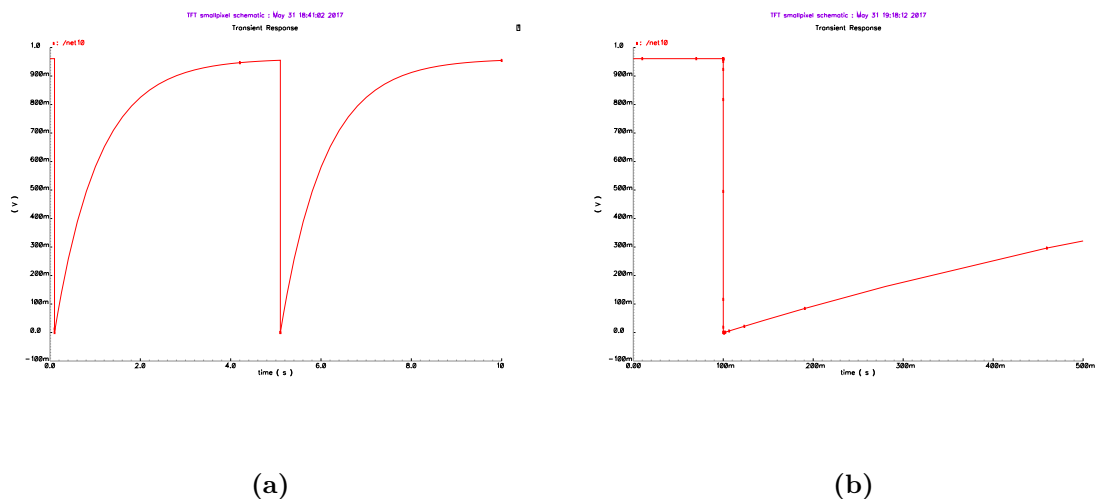 TFT smallpixel schematic : May 31 18:41:02 2017
Transient Response
: /net10
1.0
900m
800m
700m
600m
500m
400m
300m
200m
100m
0.0
-100m
( V )
0.0 2.0 4.0 6.0 8.0 10
time ( s )
(a)
TFT smallpixel schematic : May 31 19:18:12 2017
Transient Response
: /net10
1.0
900m
800m
700m
600m
500m
400m
300m
200m
100m
0.0
-100m
( V )
0.00 100m 200m 300m 400m 500m
time ( s )
(b)